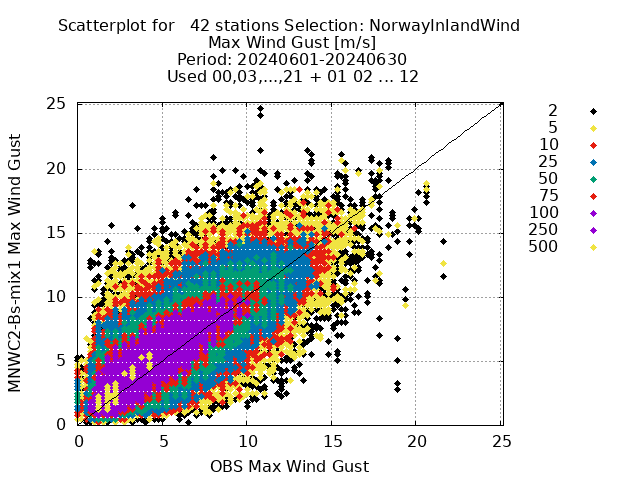 Scatterplot for   42 stations Selection: NorwayInlandWind
Max Wind Gust [m/s]
Period: 20240601-20240630
Used 00,03,...,21 + 01 02 ... 12
MNWC2-Bs-mix1 Max Wind Gust
25
20
15
10
5
0
0 5 10 15 20 25
OBS Max Wind Gust
2
5
10
25
50
75
100
250
500